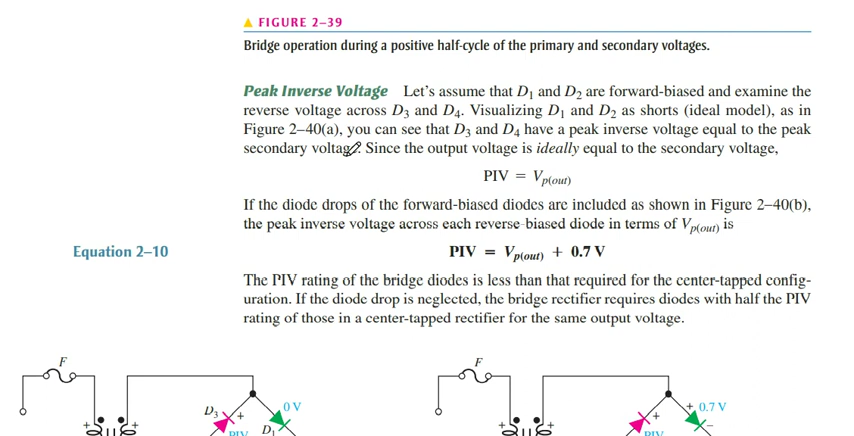 ▲ FIGURE 2–39
Bridge operation during a positive half-cycle of the primary and secondary voltages.
Peak Inverse Voltage Let's assume that D1 and D2 are forward-biased and examine the
reverse voltage across D3 and D4. Visualizing D1 and D2 as shorts (ideal model), as in
Figure 2–40(a), you can see that D3 and D4 have a peak inverse voltage equal to the peak
secondary voltage. Since the output voltage is ideally equal to the secondary voltage,
PIV = Vp(out)
If the diode drops of the forward-biased diodes are included as shown in Figure 2–40(b),
the peak inverse voltage across each reverse-biased diode in terms of Vp(out) is
Equation 2–10 PIV = Vp(out) + 0.7 V
The PIV rating of the bridge diodes is less than that required for the center-tapped config-
uration. If the diode drop is neglected, the bridge rectifier requires diodes with half the PIV
rating of those in a center-tapped rectifier for the same output voltage.
F F
D3 + 0 V + + 0.7 V
+ + PIV D1 + + PIV –